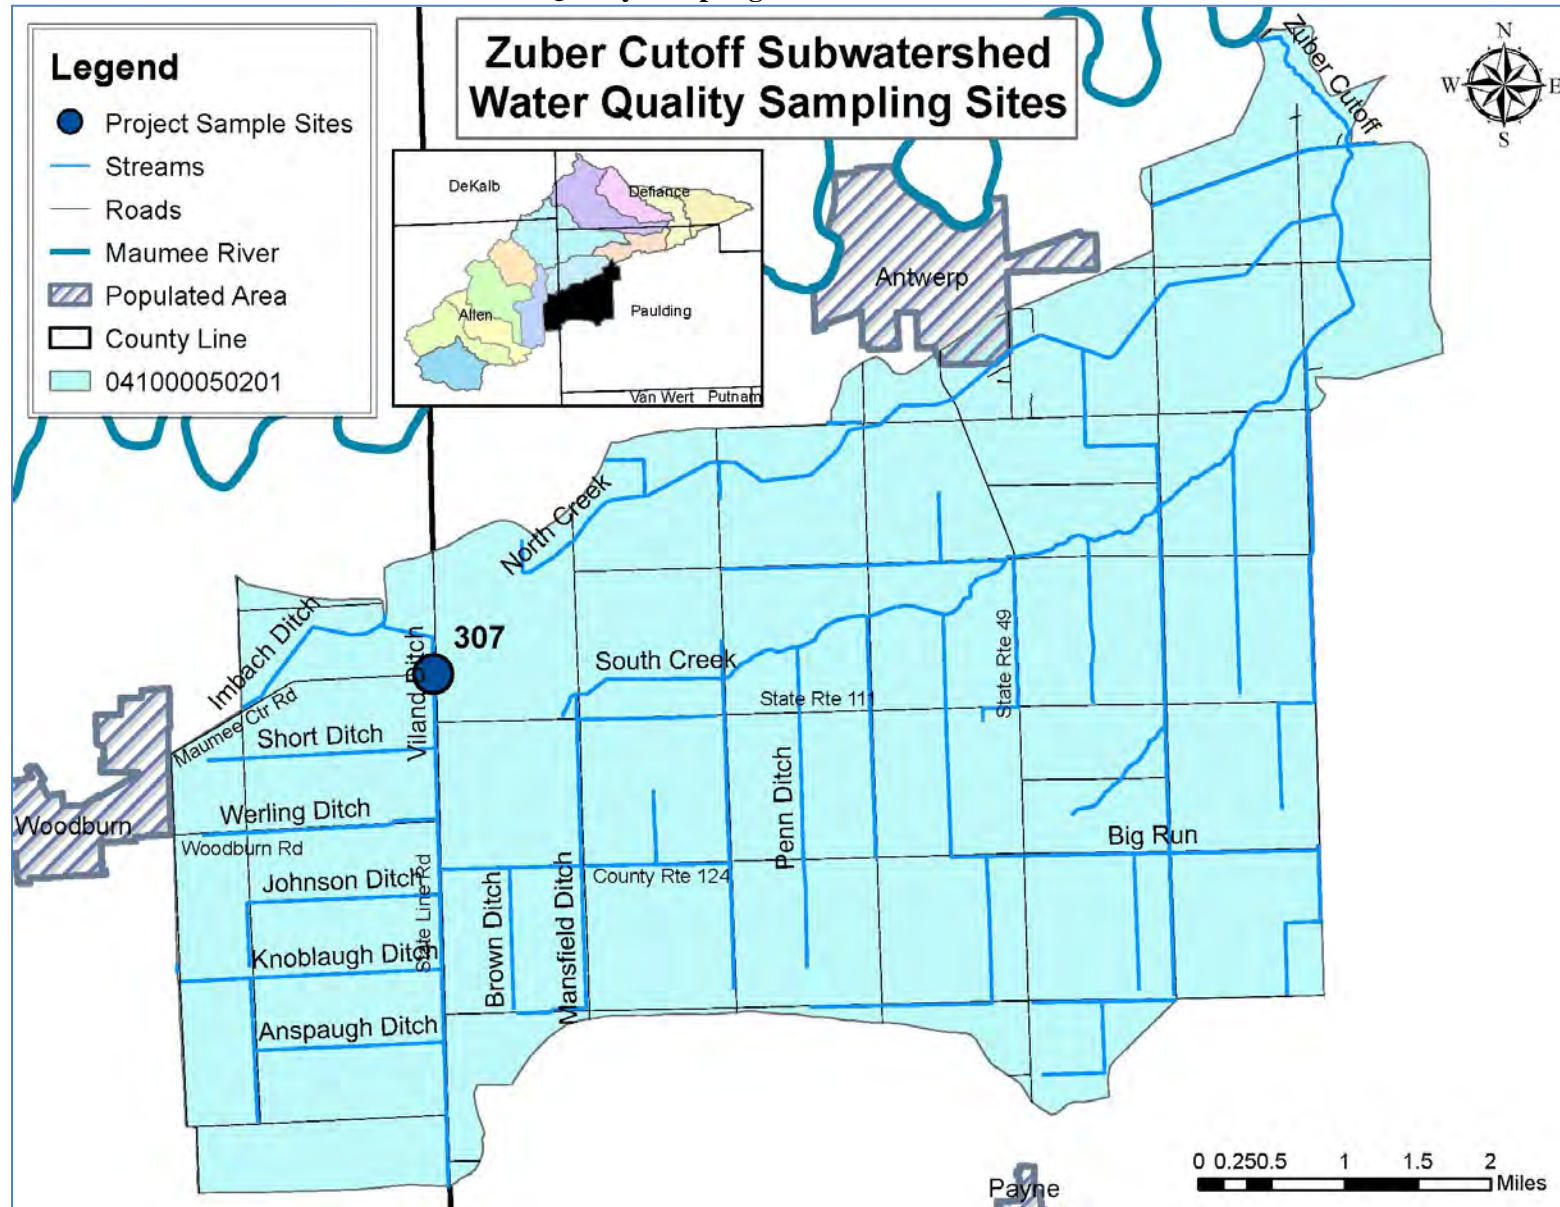 Zuber Cutoff Subwatershed
Water Quality Sampling Sites
Legend
Project Sample Sites
Streams
Roads
Maumee River
Populated Area
County Line
041000050201
DeKalb
Defiance
Allen
Paulding
Van Wert
Putnam
N
W
E
S
Zuber Cutoff
Antwerp
North Creek
Imbach Ditch
307
Viland Ditch
South Creek
Maumee Ctr Rd
State Rte 111
State Rte 49
Short Ditch
Werling Ditch
Woodburn
Woodburn Rd
Penn Ditch
Big Run
Johnson Ditch
State Line Rd
County Rte 124
Brown Ditch
Mansfield Ditch
Knoblaugh Ditch
Anspaugh Ditch
Payne
0 0.25 0.5 1 1.5 2
Miles